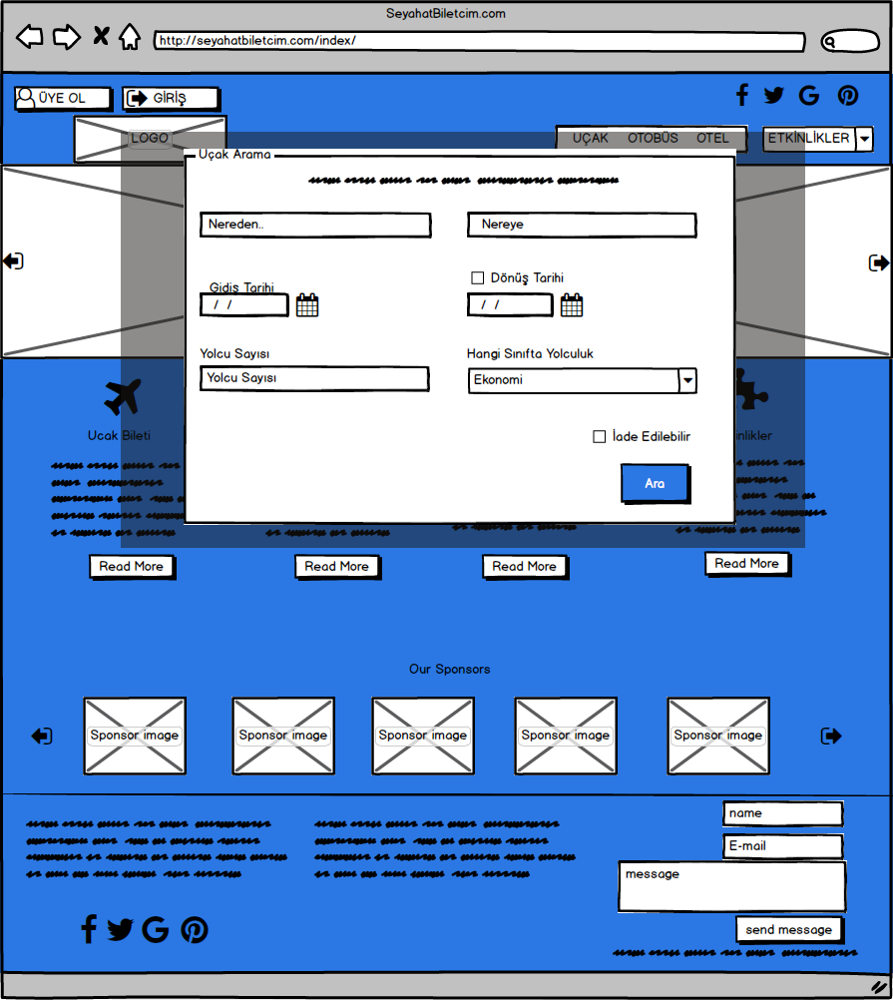 SeyahatBiletcim.com
http://seyahatbiletcim.com/index/
ÜYE OL
GİRİŞ
LOGO
UÇAK OTOBÜS OTEL
ETKİNLİKLER
Uçak Arama
Nereden..
Nereye
Gidiş Tarihi
Dönüş Tarihi
/ /
/ /
Yolcu Sayısı
Hangi Sınıfta Yolculuk
Yolcu Sayısı
Ekonomi
Ucak Bileti
inlikler
İade Edilebilir
Ara
Read More
Read More
Read More
Read More
Our Sponsors
Sponsor image
Sponsor image
Sponsor image
Sponsor image
Sponsor image
name
E-mail
message
send message